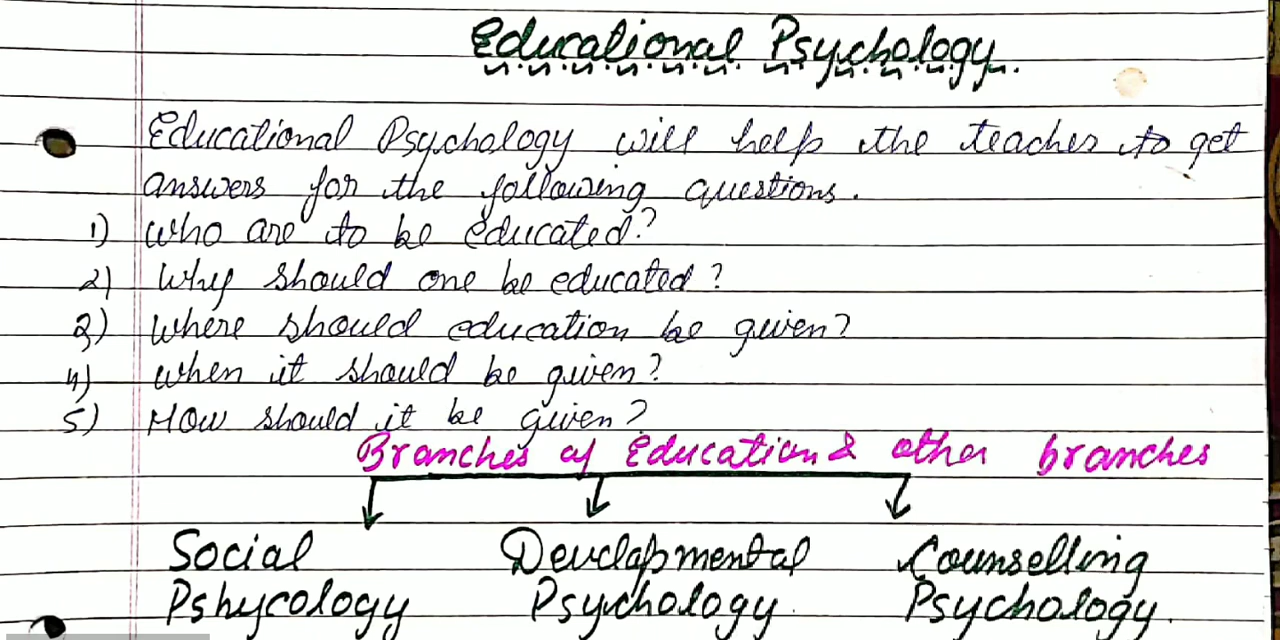 Educational Psychology.
Educational Psychology will help the teacher to get
answers for the following questions.
1) Who are to be educated?
2) Why should one be educated?
3) Where should education be given?
4) When it should be given?
5) How should it be given?
Branches of Education & other branches
Social Developmental Counselling
Pshycology Psychology Psychology.